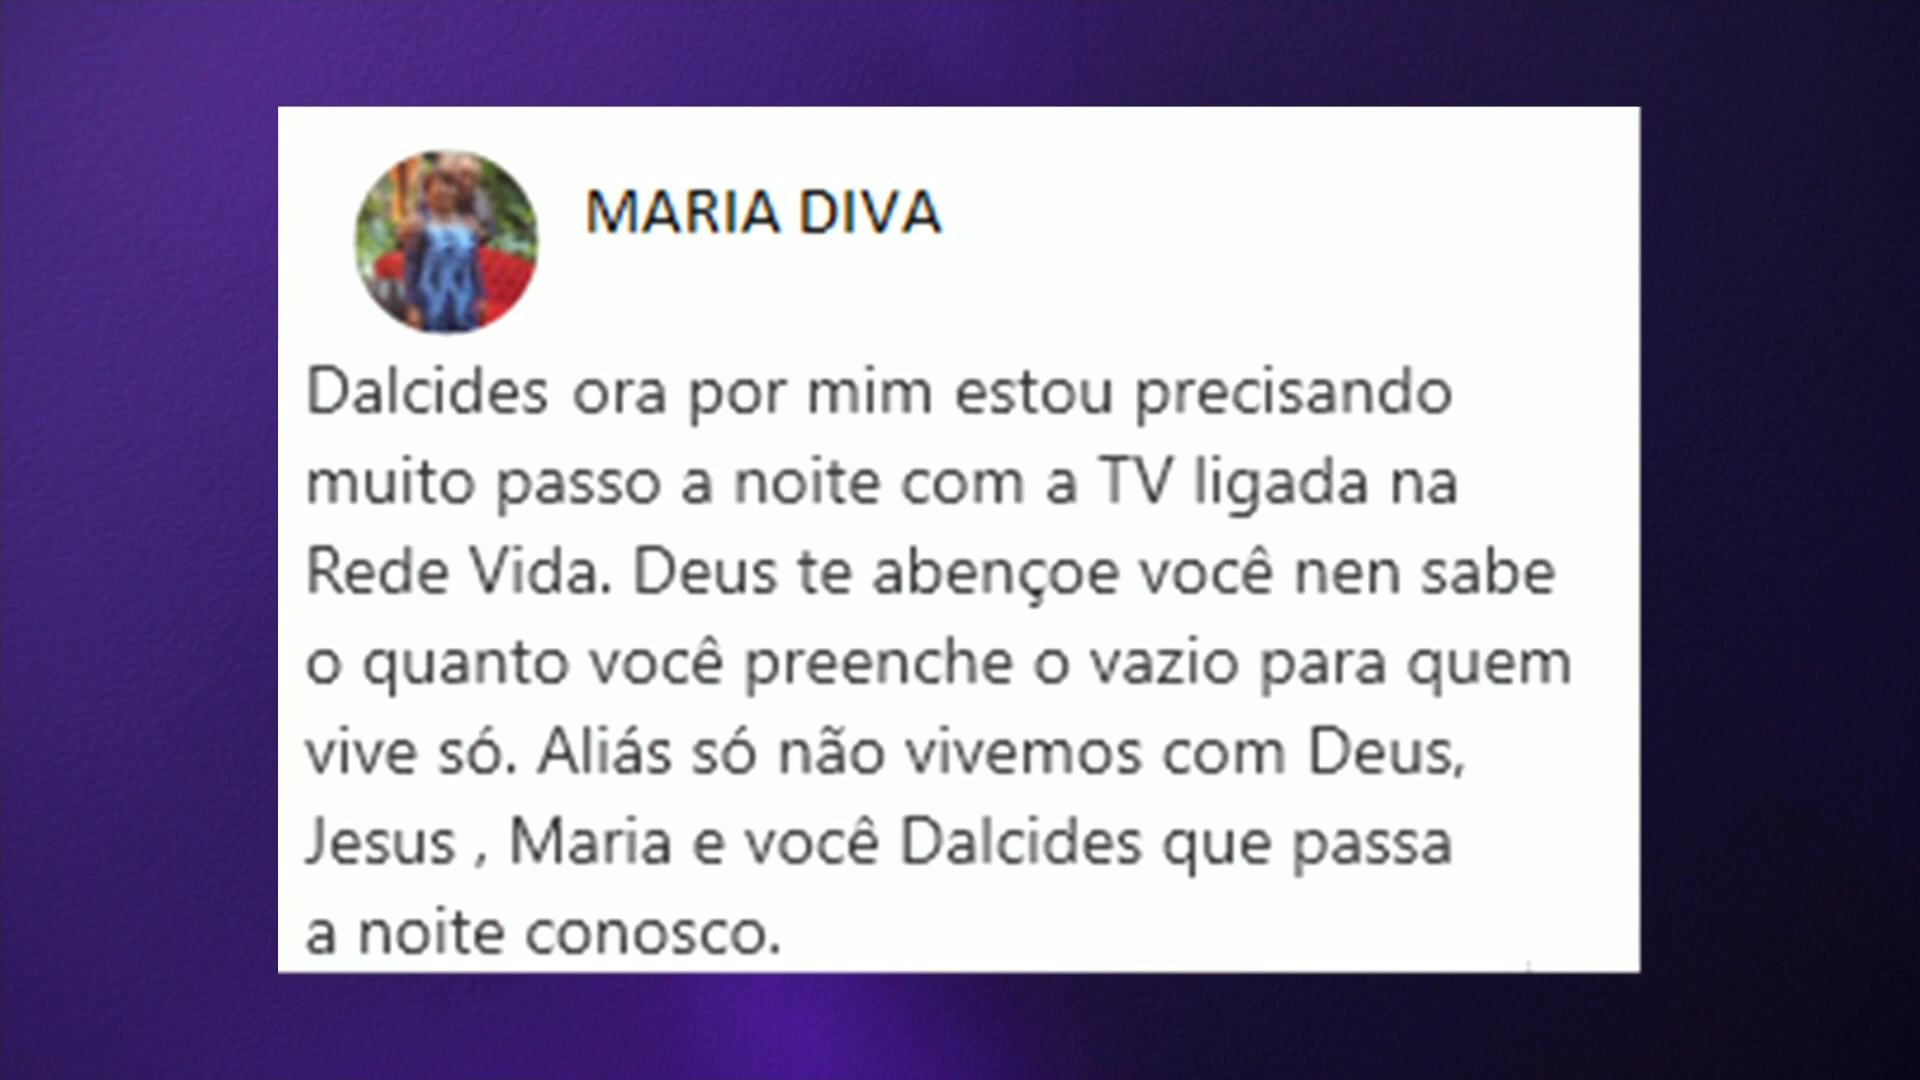 MARIA DIVA
Dalcides ora por mim estou precisando
muito passo a noite com a TV ligada na
Rede Vida. Deus te abençoe você nen sabe
o quanto você preenche o vazio para quem
vive só. Aliás só não vivemos com Deus,
Jesus , Maria e você Dalcides que passa
a noite conosco.